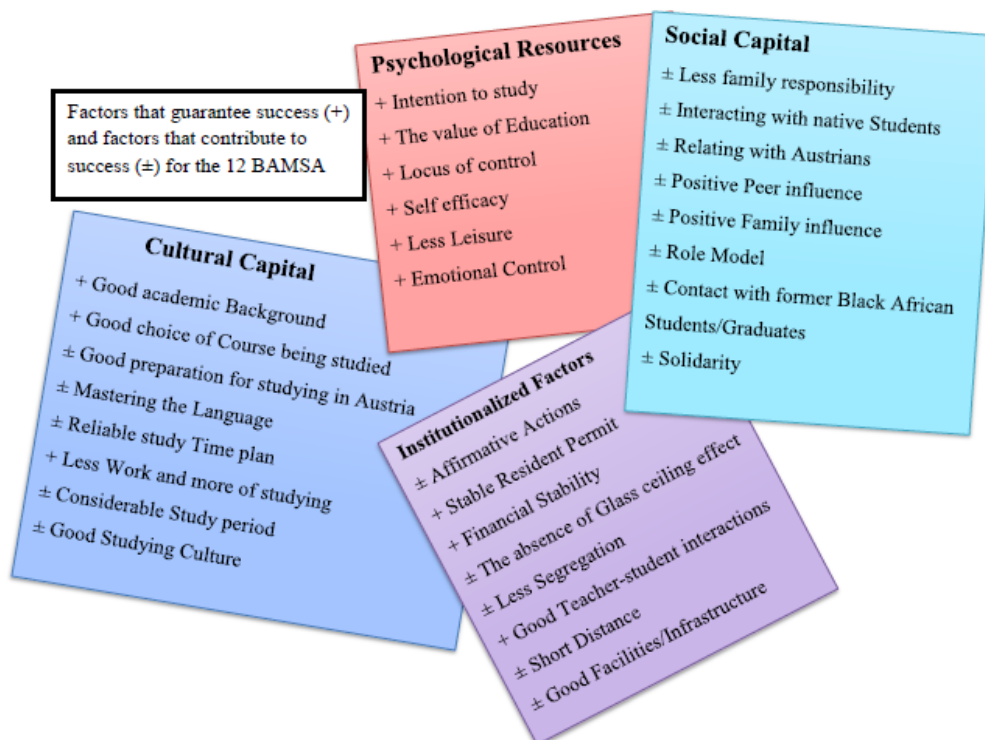 Factors that guarantee success (+)
and factors that contribute to
success (±) for the 12 BAMSA
Psychological Resources
+ Intention to study
+ The value of Education
+ Locus of control
+ Self efficacy
+ Less Leisure
+ Emotional Control
Social Capital
± Less family responsibility
± Interacting with native Students
± Relating with Austrians
± Positive Peer influence
± Positive Family influence
± Role Model
± Contact with former Black African
Students/Graduates
± Solidarity
Cultural Capital
+ Good academic Background
+ Good choice of Course being studied
± Good preparation for studying in Austria
± Mastering the Language
± Reliable study Time plan
+ Less Work and more of studying
± Considerable Study period
± Good Studying Culture
Institutionalized Factors
± Affirmative Actions
+ Stable Resident Permit
+ Financial Stability
± The absence of Glass ceiling effect
± Less Segregation
+ Good Teacher-student interactions
± Short Distance
± Good Facilities/Infrastructure